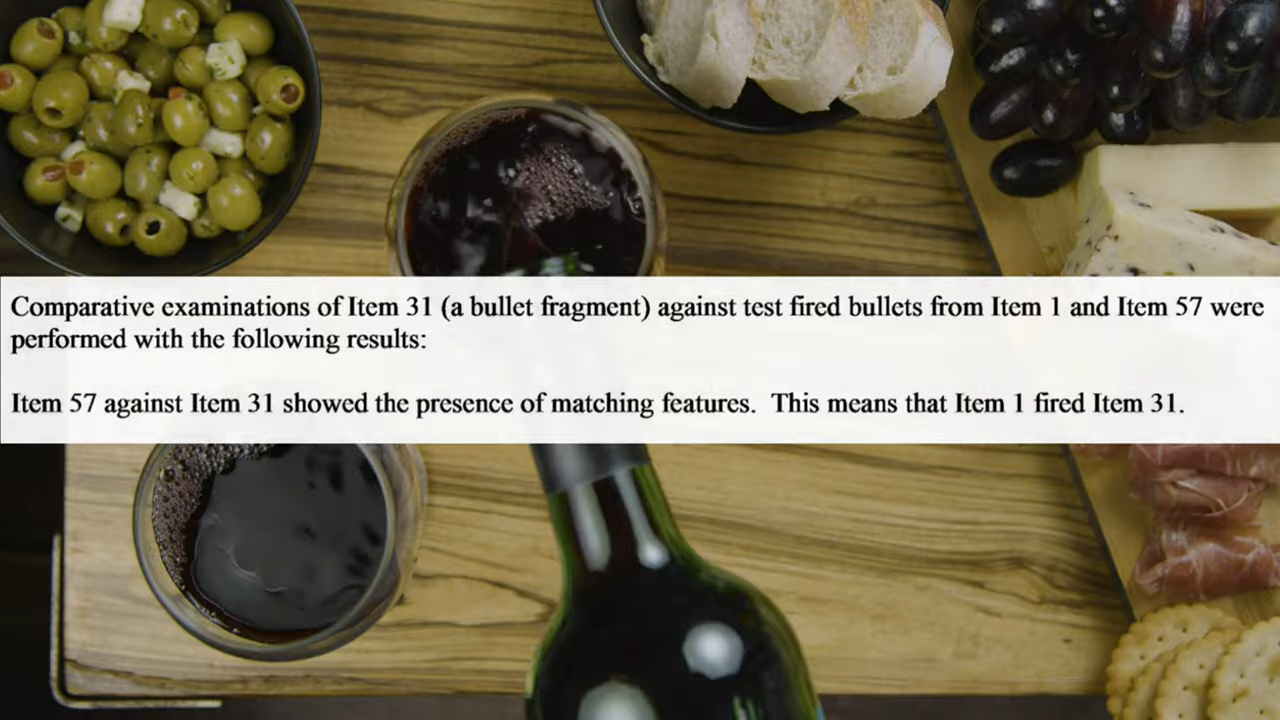 Comparative examinations of Item 31 (a bullet fragment) against test fired bullets from Item 1 and Item 57 were
performed with the following results:
Item 57 against Item 31 showed the presence of matching features.  This means that Item 1 fired Item 31.